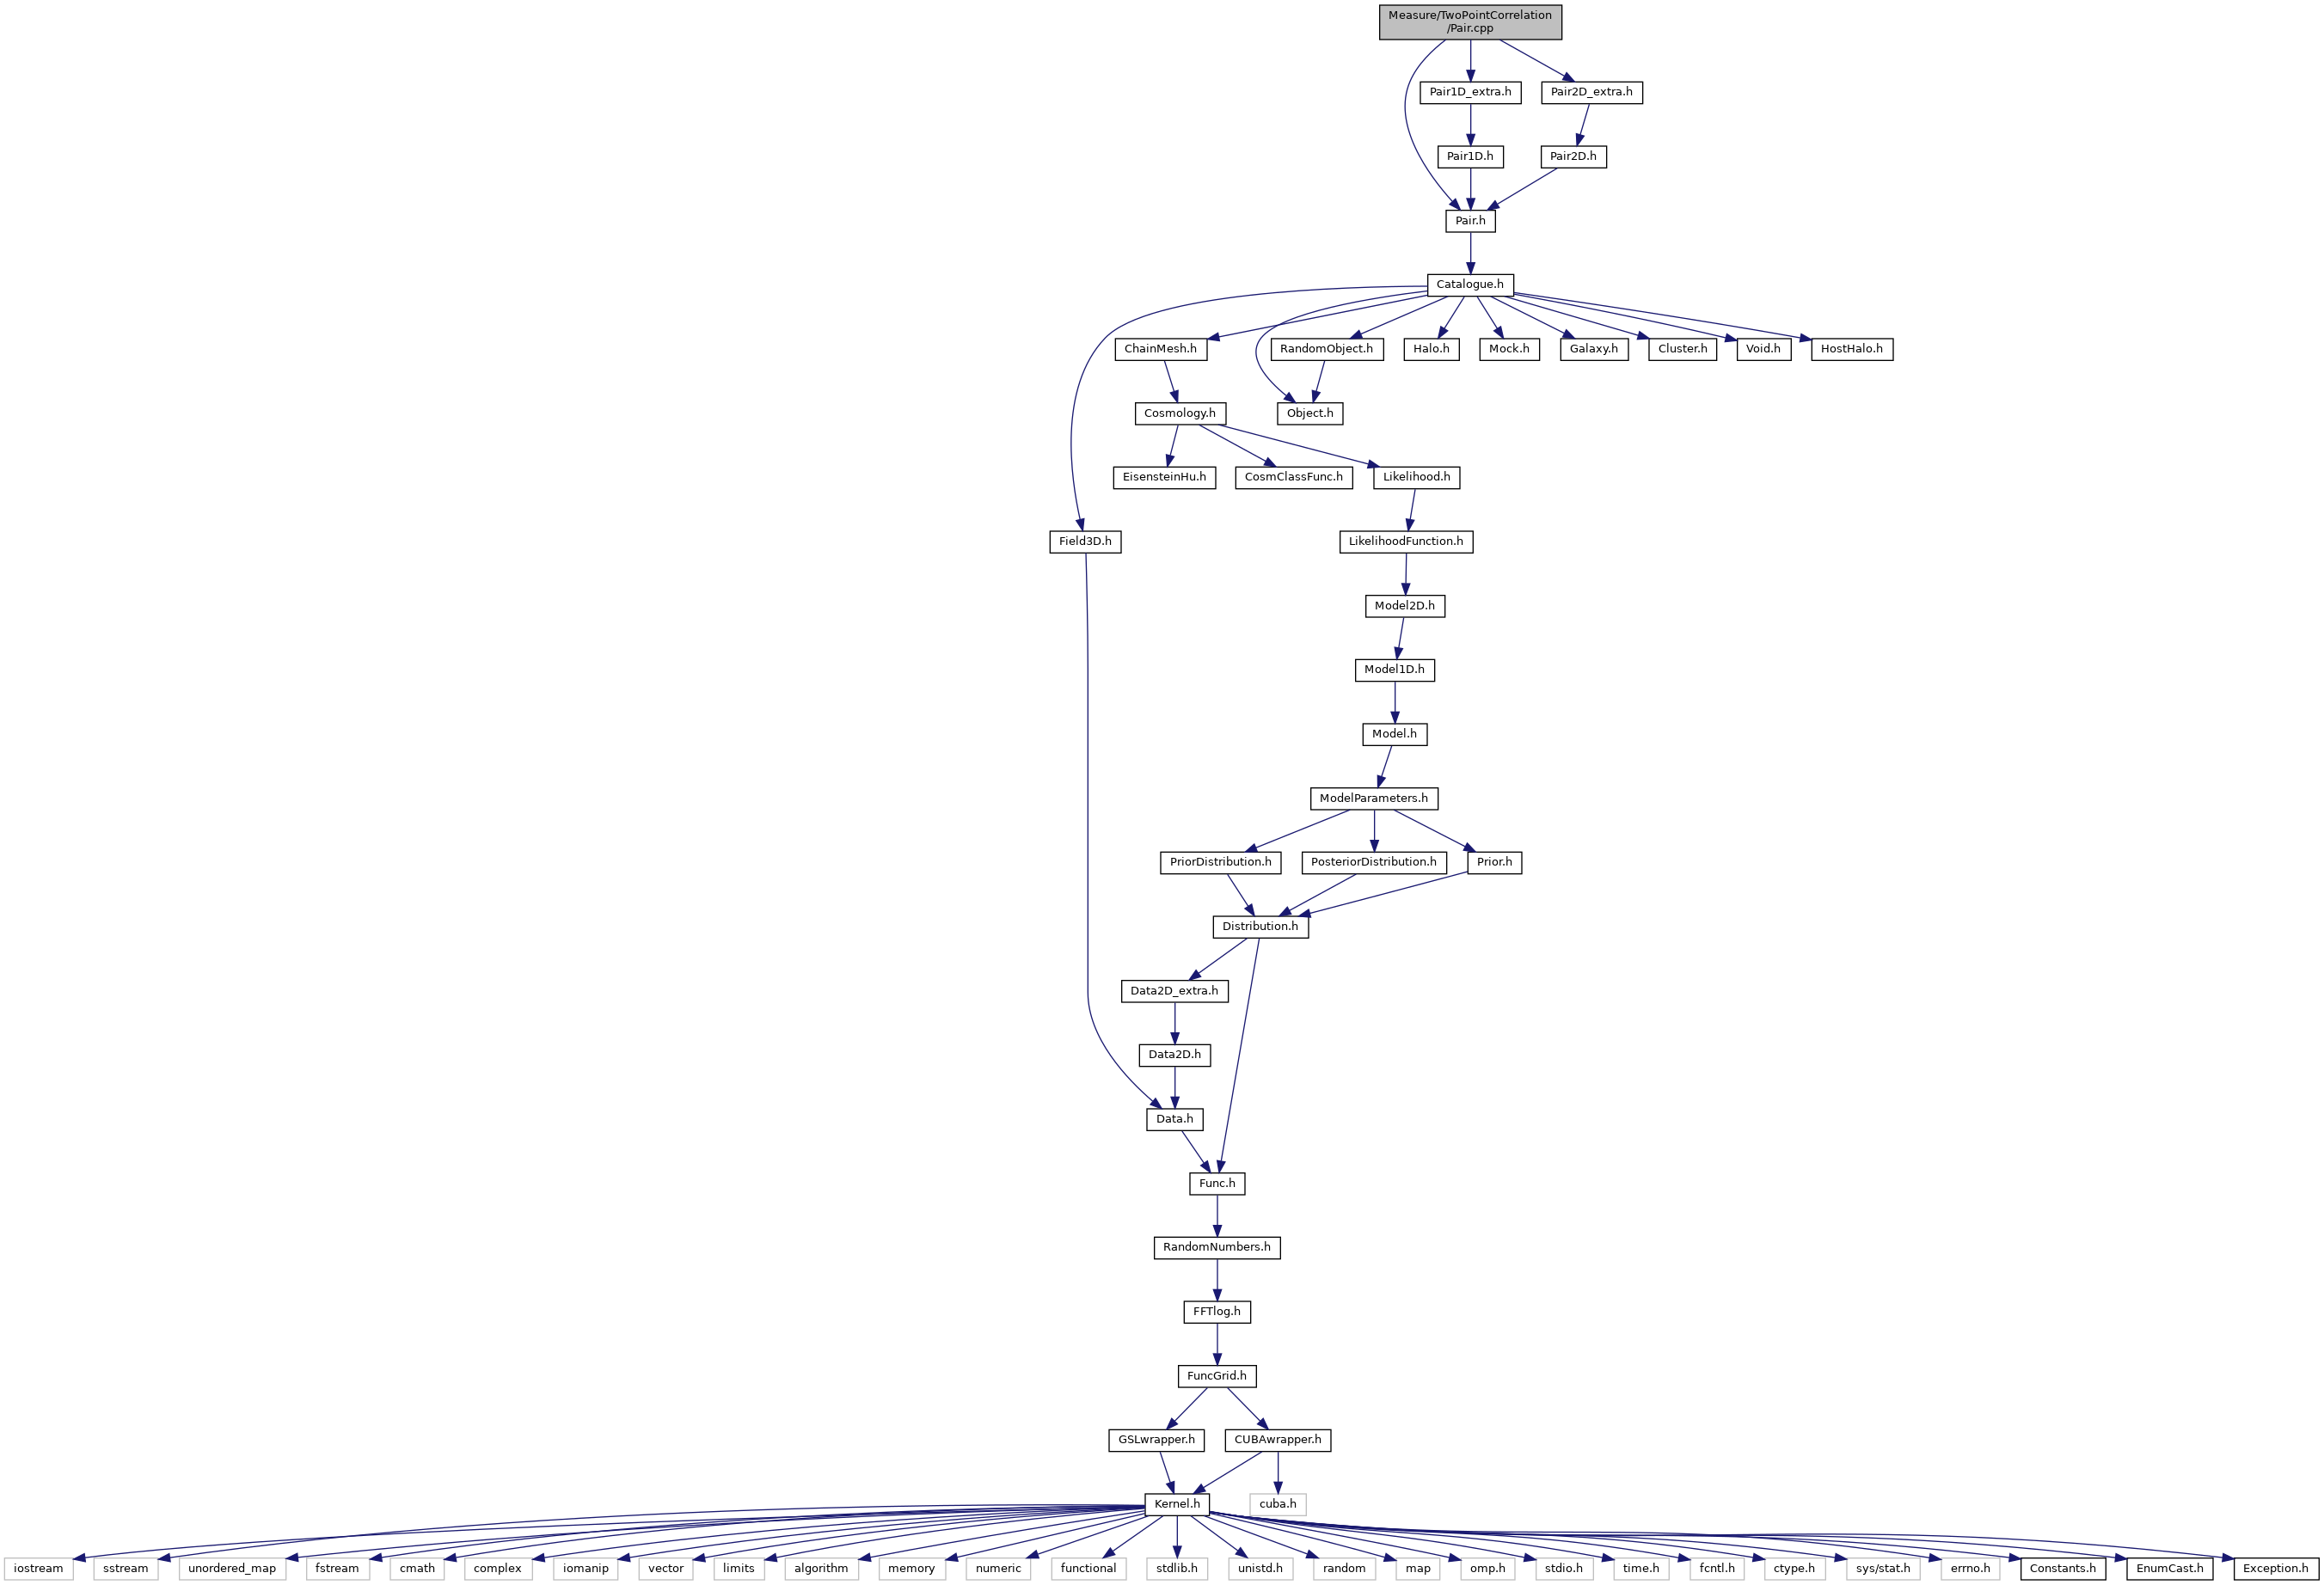 Measure/TwoPointCorrelation
/Pair.cpp
Pair1D_extra.h
Pair2D_extra.h
Pair1D.h
Pair2D.h
Pair.h
Catalogue.h
ChainMesh.h
RandomObject.h
Halo.h
Mock.h
Galaxy.h
Cluster.h
Void.h
HostHalo.h
Cosmology.h
Object.h
EisensteinHu.h
CosmClassFunc.h
Likelihood.h
Field3D.h
LikelihoodFunction.h
Model2D.h
Model1D.h
Model.h
ModelParameters.h
PriorDistribution.h
PosteriorDistribution.h
Prior.h
Distribution.h
Data2D_extra.h
Data2D.h
Data.h
Func.h
RandomNumbers.h
FFTlog.h
FuncGrid.h
GSLwrapper.h
CUBAwrapper.h
Kernel.h
cuba.h
iostream
sstream
unordered_map
fstream
cmath
complex
iomanip
vector
limits
algorithm
memory
numeric
functional
stdlib.h
unistd.h
random
map
omp.h
stdio.h
time.h
fcntl.h
ctype.h
sys/stat.h
errno.h
Constants.h
EnumCast.h
Exception.h